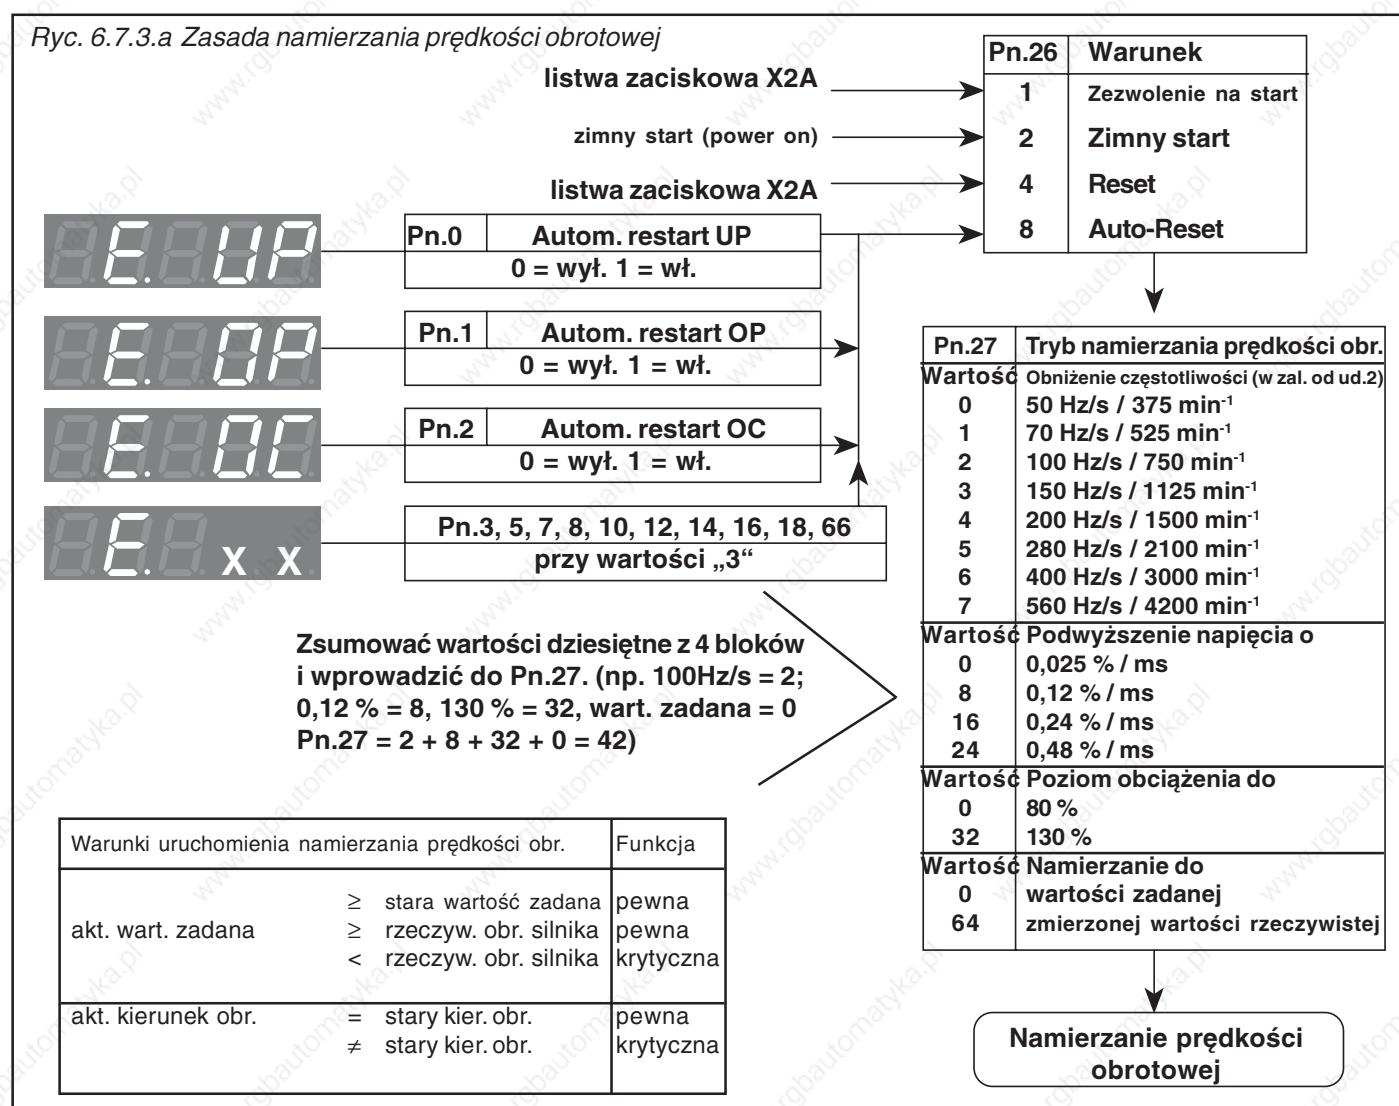 Ryc. 6.7.3.a Zasada namierzania prędkości obrotowej
listwa zaciskowa X2A
zimny start (power on)
listwa zaciskowa X2A
Pn.26 Warunek
1 Zezwolenie na start
2 Zimny start
4 Reset
8 Auto-Reset
E. UP
Pn.0 Autom. restart UP
0 = wył. 1 = wł.
E. OP
Pn.1 Autom. restart OP
0 = wył. 1 = wł.
E. OC
Pn.2 Autom. restart OC
0 = wył. 1 = wł.
E. x x
Pn.3, 5, 7, 8, 10, 12, 14, 16, 18, 66
przy wartości „3“
Zsumować wartości dziesiętne z 4 bloków
i wprowadzić do Pn.27. (np. 100Hz/s = 2;
0,12 % = 8, 130 % = 32, wart. zadana = 0
Pn.27 = 2 + 8 + 32 + 0 = 42)
Pn.27 Tryb namierzania prędkości obr.
Wartość Obniżenie częstotliwości (w zal. od ud.2)
0 50 Hz/s / 375 min⁻¹
1 70 Hz/s / 525 min⁻¹
2 100 Hz/s / 750 min⁻¹
3 150 Hz/s / 1125 min⁻¹
4 200 Hz/s / 1500 min⁻¹
5 280 Hz/s / 2100 min⁻¹
6 400 Hz/s / 3000 min⁻¹
7 560 Hz/s / 4200 min⁻¹
Wartość Podwyższenie napięcia o
0 0,025 % / ms
8 0,12 % / ms
16 0,24 % / ms
24 0,48 % / ms
Wartość Poziom obciążenia do
0 80 %
32 130 %
Wartość Namierzanie do
0 wartości zadanej
64 zmierzonej wartości rzeczywistej
Namierzanie prędkości
obrotowej
Warunki uruchomienia namierzania prędkości obr. Funkcja
≥ stara wartość zadana pewna
akt. wart. zadana ≥ rzeczyw. obr. silnika pewna
< rzeczyw. obr. silnika krytyczna
akt. kierunek obr. = stary kier. obr. pewna
≠ stary kier. obr. krytyczna
www.rgbautomatyka.pl